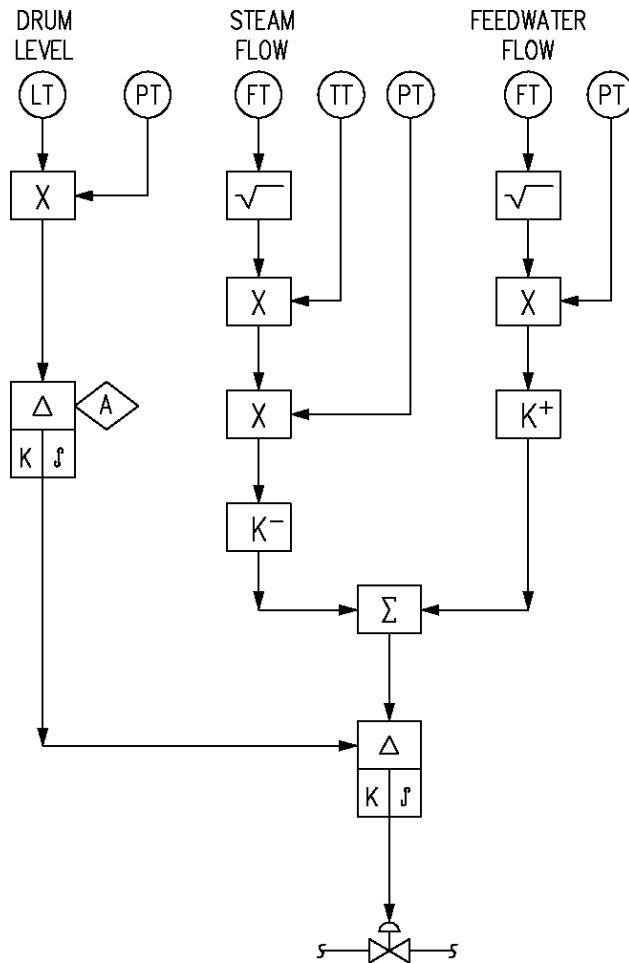 DRUM LEVEL
STEAM FLOW
FEEDWATER FLOW
LT
PT
FT
TT
PT
FT
PT
X
√
√
X
X
Δ
A
X
K+
K ∫
K−
Σ
Δ
K ∫